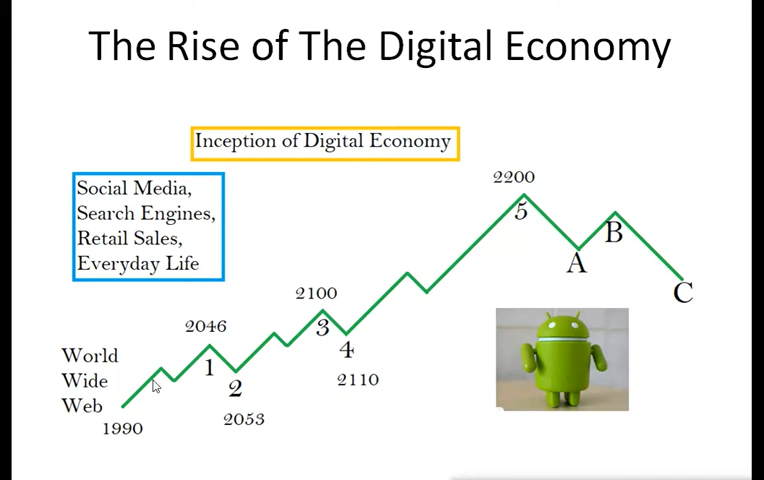 The Rise of The Digital Economy
Inception of Digital Economy
Social Media,
Search Engines,
Retail Sales,
Everyday Life
2200
5
B
A
C
2100
3
4
2110
2046
1
2
2053
World
Wide
Web
1990